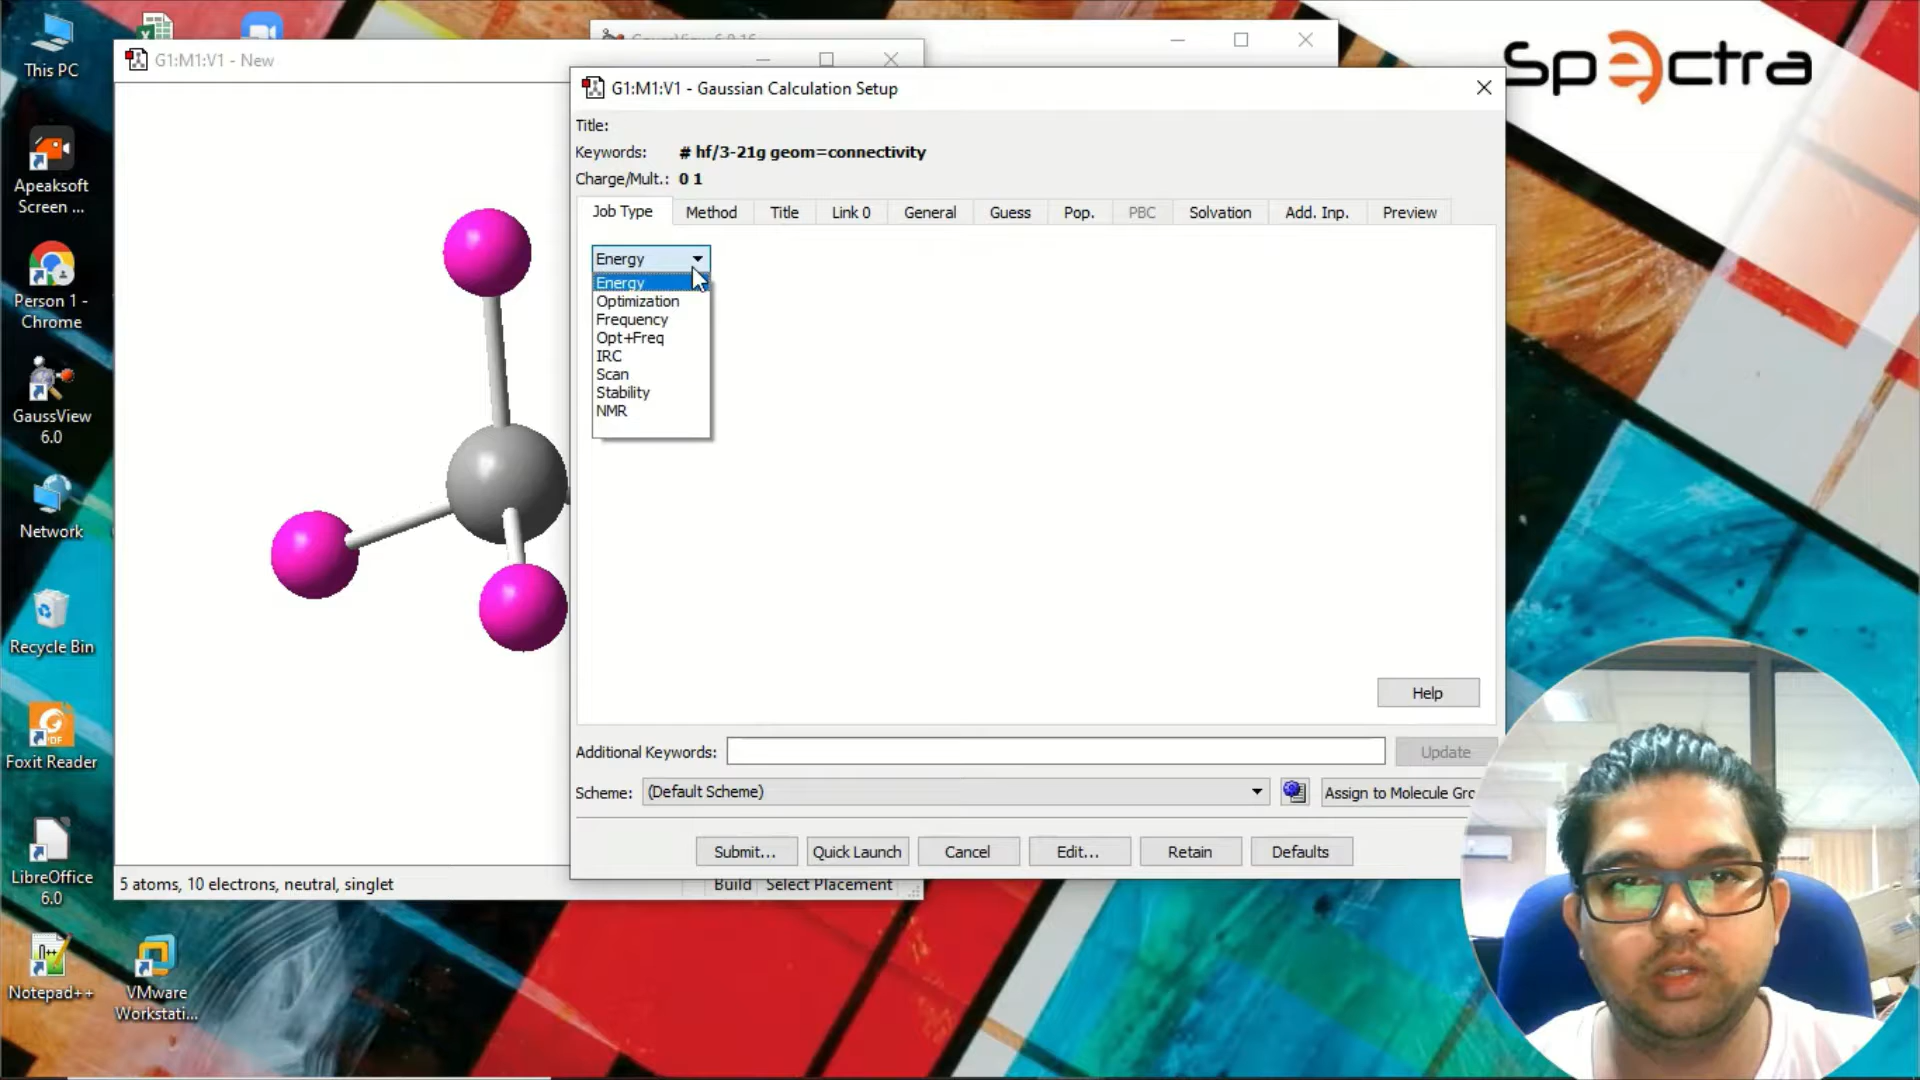 This PC
Apeaksoft
Screen ...
Person 1 -
Chrome
GaussView
6.0
Network
Recycle Bin
Foxit Reader
LibreOffice
6.0
Notepad++
VMware
Workstati...
G1:M1:V1 - New
Spectra
G1:M1:V1 - Gaussian Calculation Setup
Title:
Keywords: # hf/3-21g geom=connectivity
Charge/Mult.: 0 1
Job Type Method Title Link 0 General Guess Pop. PBC Solvation Add. Inp. Preview
Energy
Energy
Optimization
Frequency
Opt+Freq
IRC
Scan
Stability
NMR
Help
Additional Keywords: Update
Scheme: (Default Scheme) Assign to Molecule Gro
Submit... Quick Launch Cancel Edit... Retain Defaults
5 atoms, 10 electrons, neutral, singlet Build Select Placement